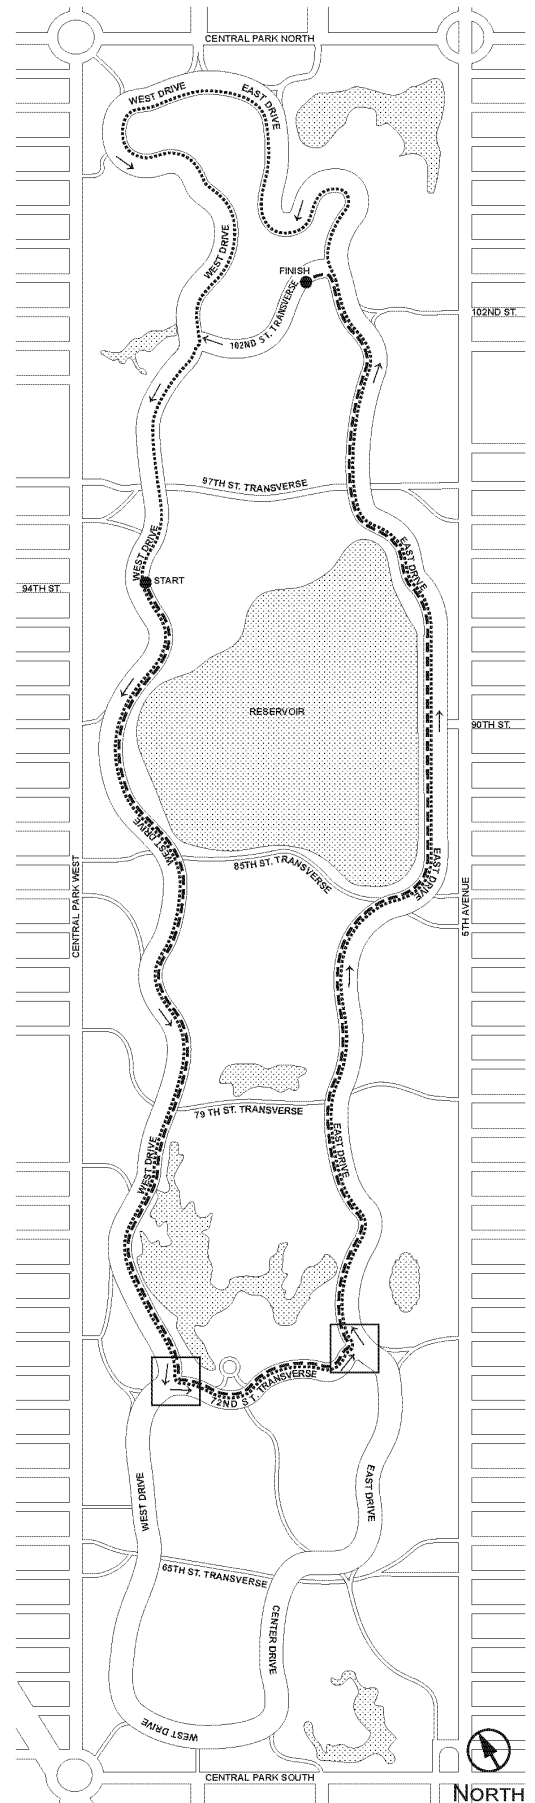 CENTRAL PARK NORTH
WEST DRIVE
EAST DRIVE
WEST DRIVE
FINISH
102ND ST. TRANSVERSE
102ND ST.
97TH ST. TRANSVERSE
WEST DRIVE
EAST DRIVE
START
94TH ST.
RESERVOIR
90TH ST.
WEST DRIVE
WEST DRIVE
EAST DRIVE
85TH ST. TRANSVERSE
CENTRAL PARK WEST
5TH AVENUE
79 TH ST. TRANSVERSE
WEST DRIVE
EAST DRIVE
72ND ST. TRANSVERSE
WEST DRIVE
EAST DRIVE
65TH ST. TRANSVERSE
CENTER DRIVE
WEST DRIVE
CENTRAL PARK SOUTH
NORTH